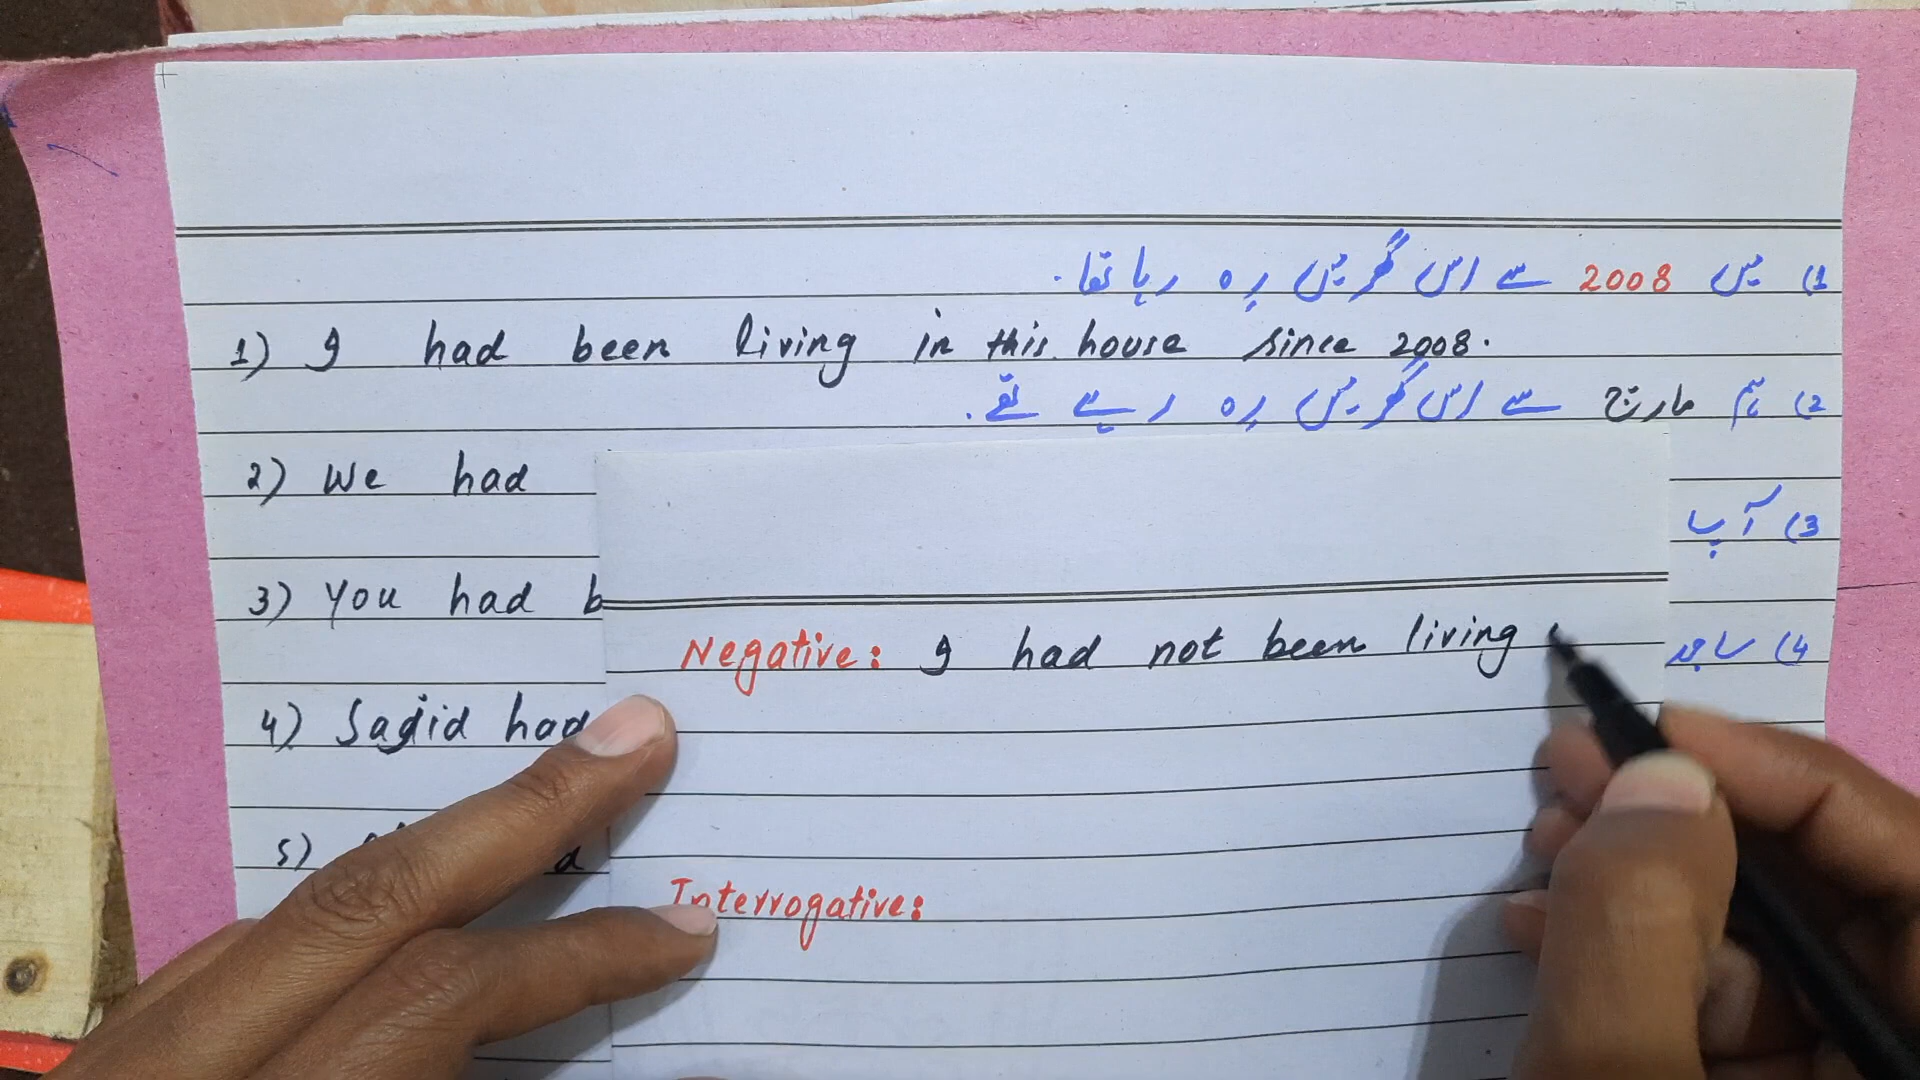 1) میں 2008 سے اس گھر میں رہ رہا تھا۔
1) I had been living in this house since 2008.
2) ہم مارچ سے اس گھر میں رہ رہے تھے۔
2) We had
3) آپ
3) You had b
Negative: I had not been living
4) ساجد
4) Sajid had
5)
Interrogative: